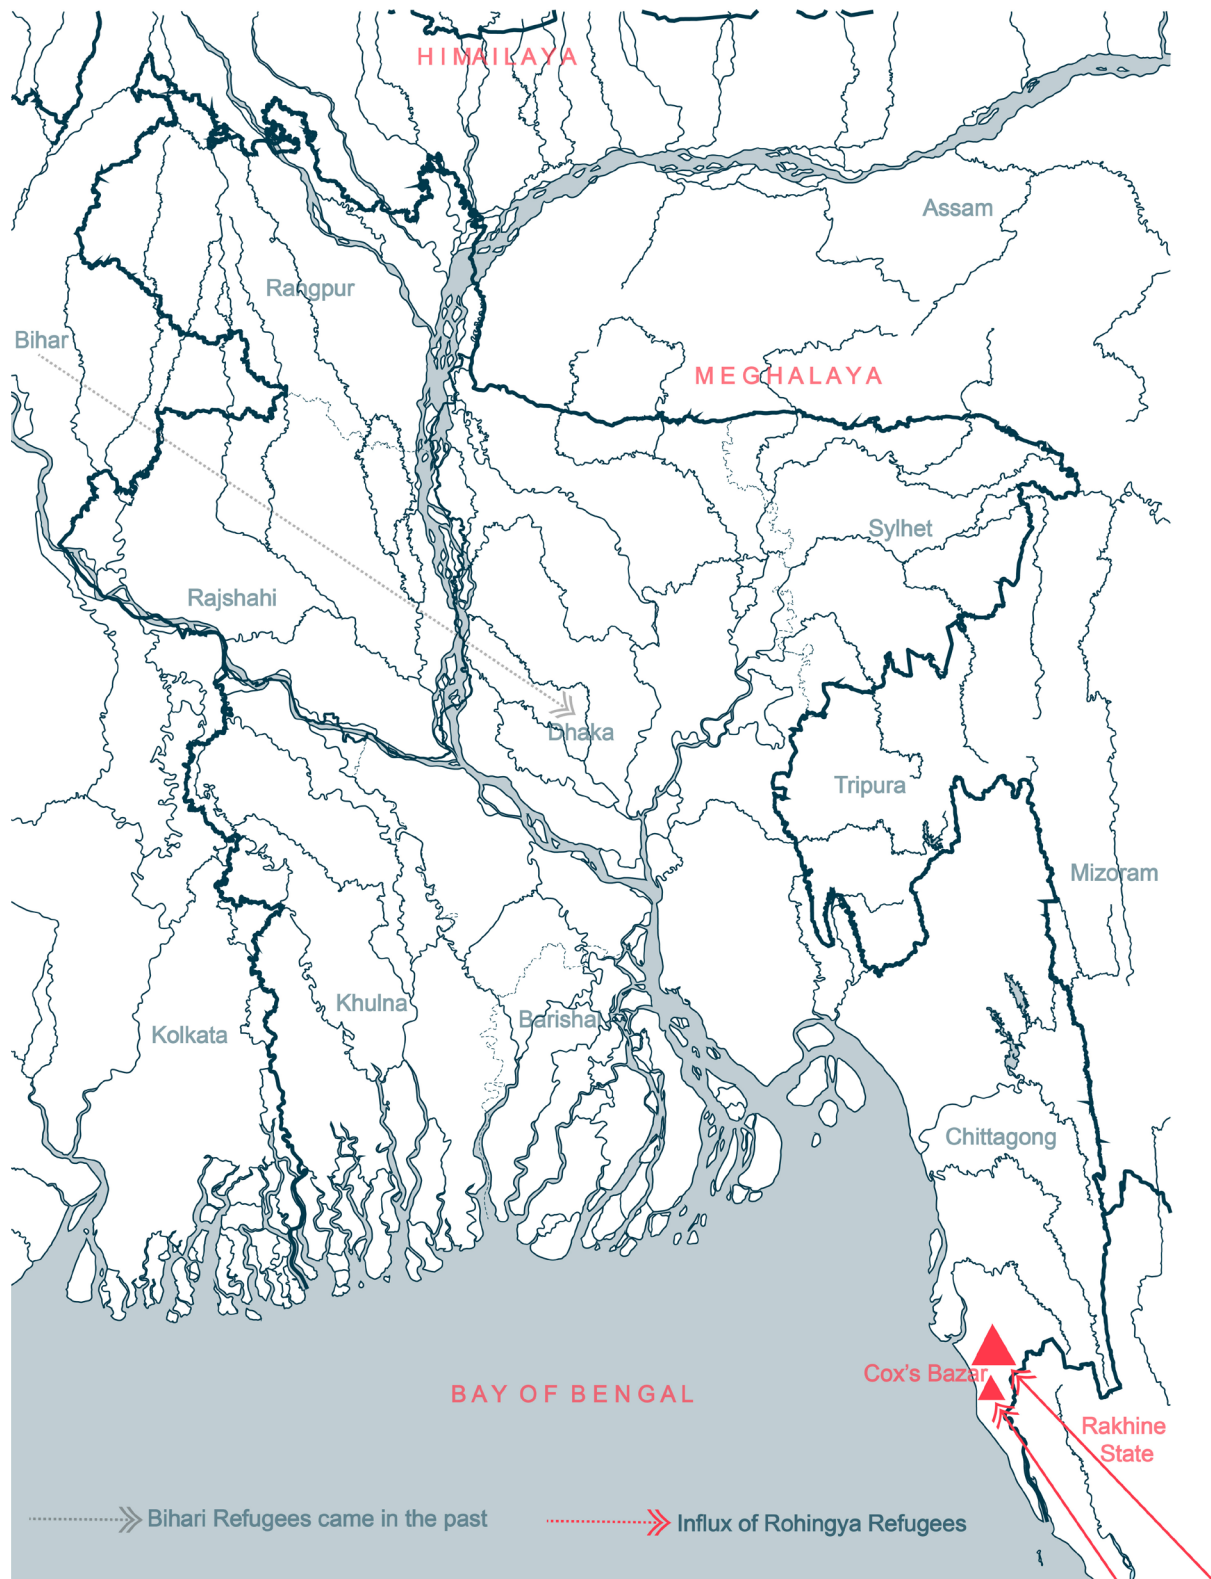 HIMAILAYA
Assam
Rangpur
Bihar
MEGHALAYA
Sylhet
Rajshahi
Dhaka
Tripura
Mizoram
Khulna
Barishal
Kolkata
Chittagong
Cox's Bazar
BAY OF BENGAL
Rakhine
State
Bihari Refugees came in the past
Influx of Rohingya Refugees